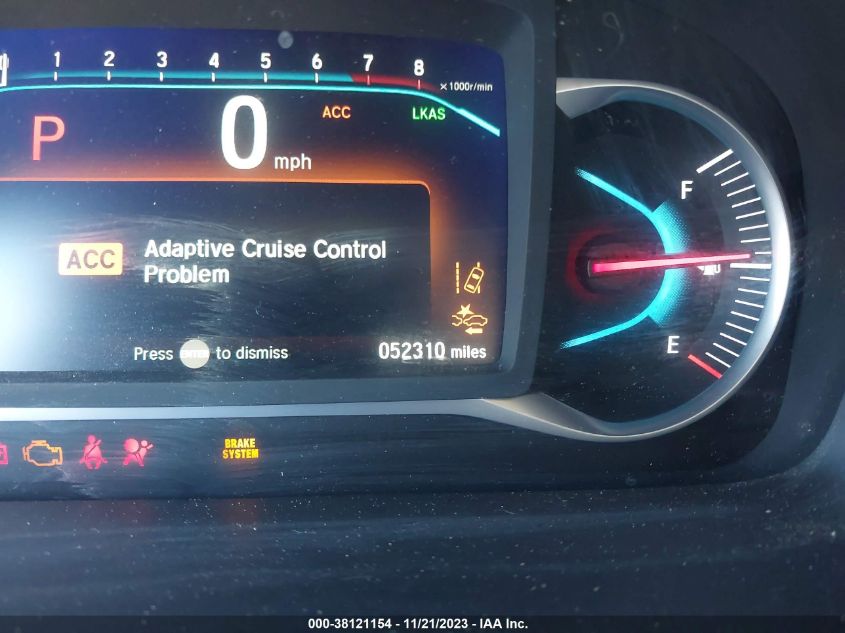 1 2 3 4 5 6 7 8
×1000r/min
P 0 mph ACC LKAS
F
ACC Adaptive Cruise Control
Problem
E
Press ENTER to dismiss 052310 miles
BRAKE
SYSTEM
000-38121154 - 11/21/2023 - IAA Inc.